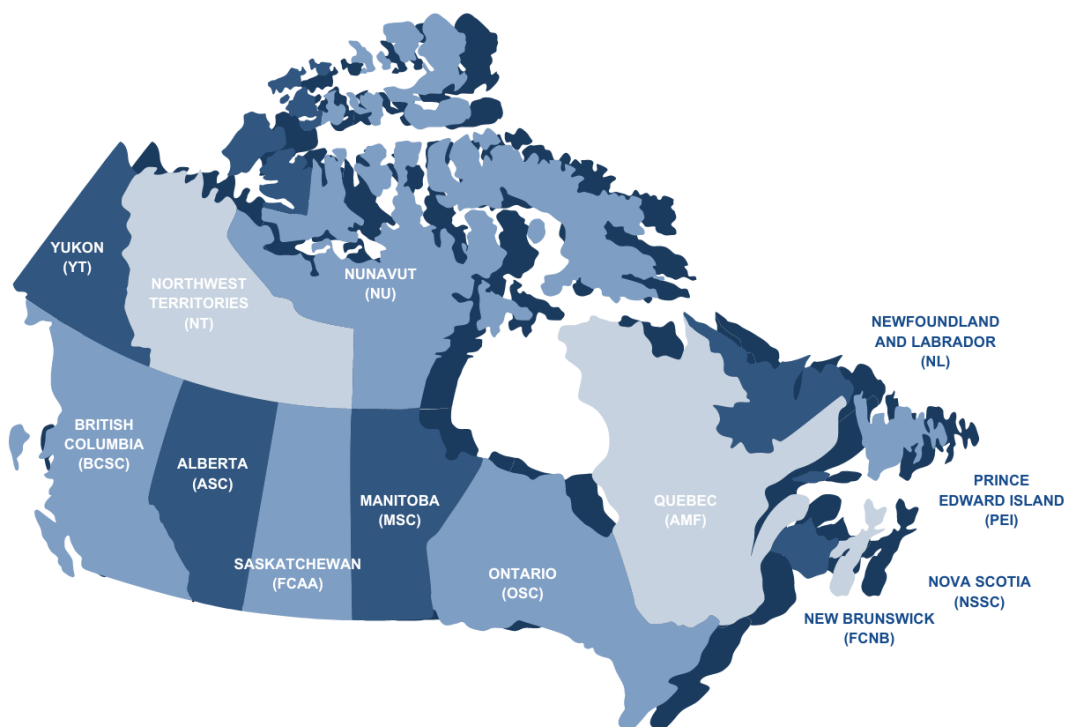 YUKON
(YT)
NORTHWEST
TERRITORIES
(NT)
NUNAVUT
(NU)
NEWFOUNDLAND
AND LABRADOR
(NL)
BRITISH
COLUMBIA
(BCSC)
ALBERTA
(ASC)
SASKATCHEWAN
(FCAA)
MANITOBA
(MSC)
ONTARIO
(OSC)
QUEBEC
(AMF)
PRINCE
EDWARD ISLAND
(PEI)
NOVA SCOTIA
(NSSC)
NEW BRUNSWICK
(FCNB)